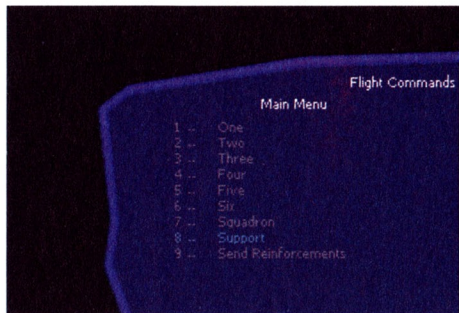 Flight Commands
Main Menu
1 .. One
2 .. Two
3 .. Three
4 .. Four
5 .. Five
6 .. Six
7 .. Squadron
8 .. Support
9 .. Send Reinforcements